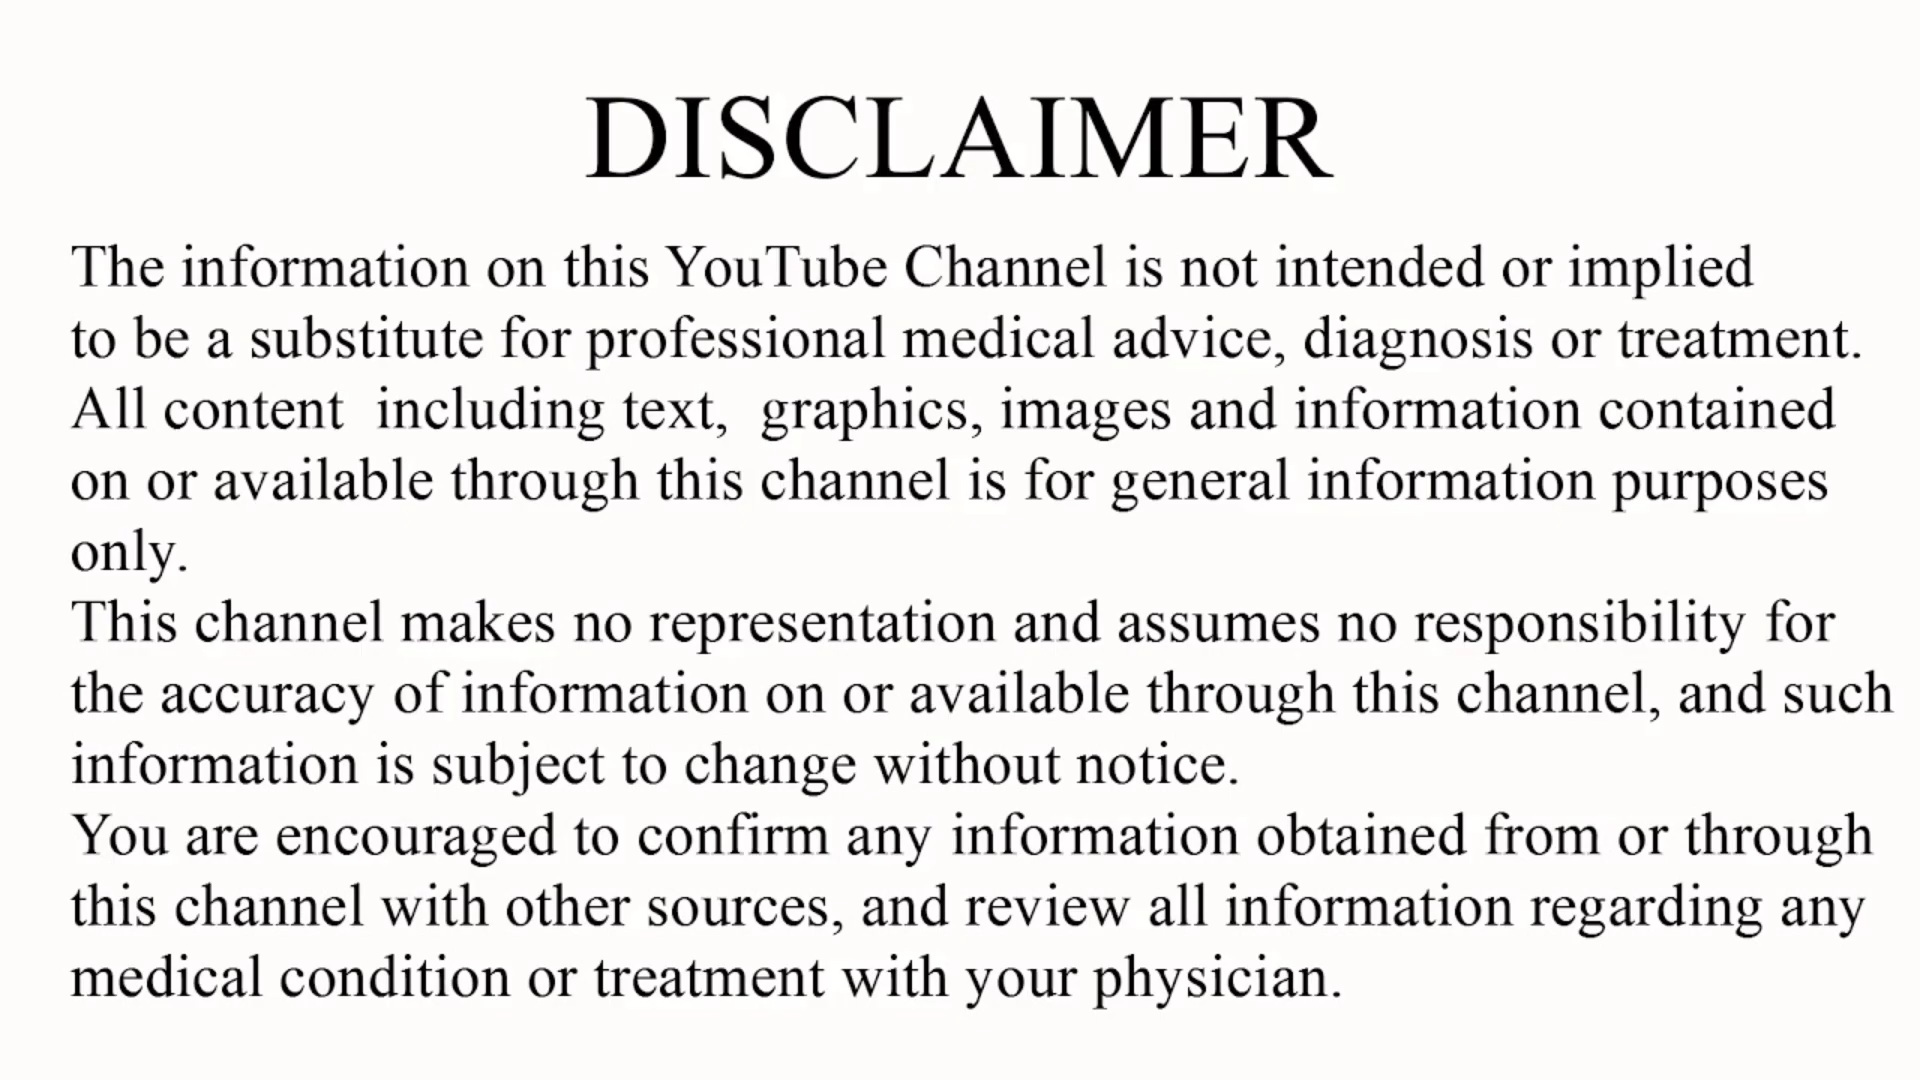 DISCLAIMER
The information on this YouTube Channel is not intended or implied
to be a substitute for professional medical advice, diagnosis or treatment.
All content  including text,  graphics, images and information contained
on or available through this channel is for general information purposes
only.
This channel makes no representation and assumes no responsibility for
the accuracy of information on or available through this channel, and such
information is subject to change without notice.
You are encouraged to confirm any information obtained from or through
this channel with other sources, and review all information regarding any
medical condition or treatment with your physician.